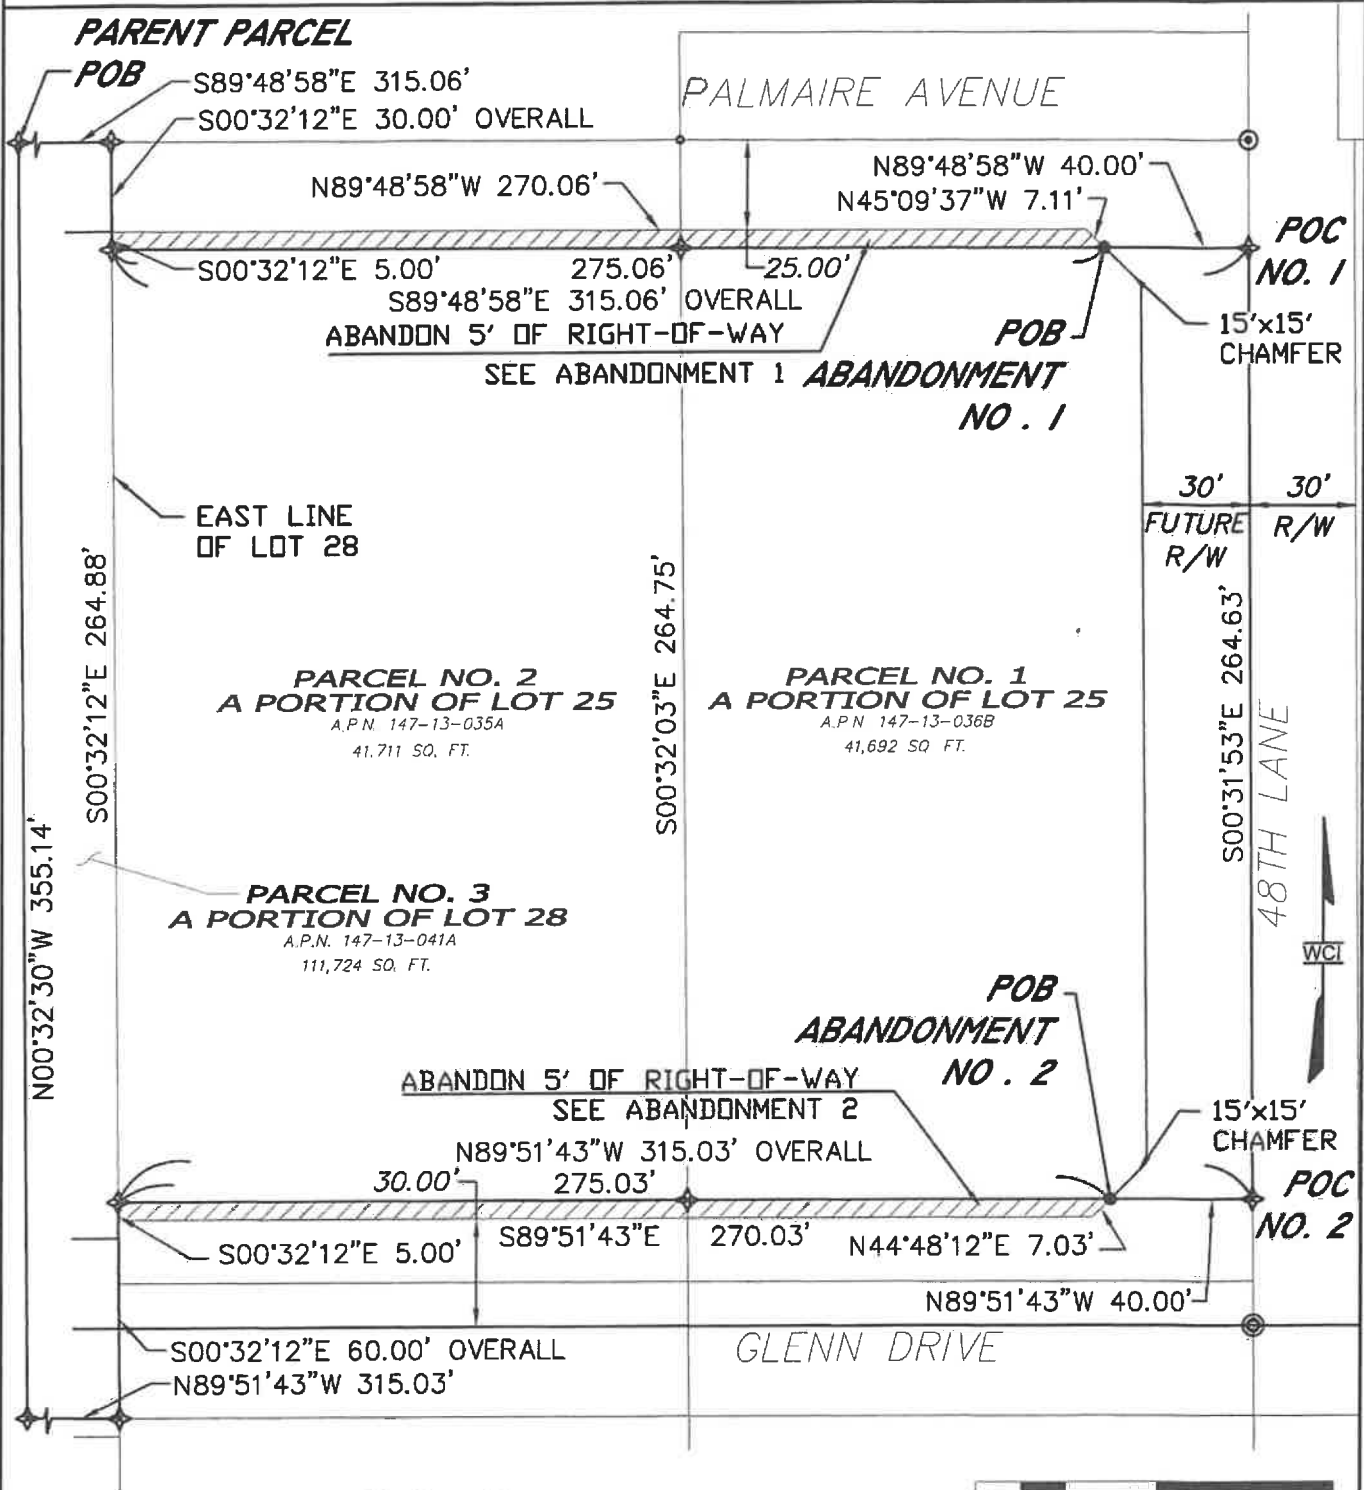 PARENT PARCEL
POB
S89°48'58"E 315.06'
S00°32'12"E 30.00' OVERALL
PALMAIRE AVENUE
N89°48'58"W 270.06'
N89°48'58"W 40.00'
N45°09'37"W 7.11'
POC
NO. 1
S00°32'12"E 5.00'
275.06'
25.00'
S89°48'58"E 315.06' OVERALL
ABANDON 5' OF RIGHT-OF-WAY
SEE ABANDONMENT 1
POB
ABANDONMENT
NO. 1
15'x15'
CHAMFER
EAST LINE
OF LOT 28
30'
FUTURE
R/W
30'
R/W
S00°32'12"E 264.88'
S00°32'03"E 264.75'
S00°31'53"E 264.63'
48TH LANE
PARCEL NO. 2
A PORTION OF LOT 25
A.P.N. 147-13-035A
41,711 SQ. FT.
PARCEL NO. 1
A PORTION OF LOT 25
A.P.N 147-13-036B
41,692 SQ FT.
N00°32'30"W 355.14'
PARCEL NO. 3
A PORTION OF LOT 28
A.P.N. 147-13-041A
111,724 SQ. FT.
WCI
POB
ABANDONMENT
NO. 2
ABANDON 5' OF RIGHT-OF-WAY
SEE ABANDONMENT 2
15'x15'
CHAMFER
N89°51'43"W 315.03' OVERALL
30.00'
275.03'
POC
NO. 2
S00°32'12"E 5.00'
S89°51'43"E 270.03'
N44°48'12"E 7.03'
N89°51'43"W 40.00'
S00°32'12"E 60.00' OVERALL
GLENN DRIVE
N89°51'43"W 315.03'